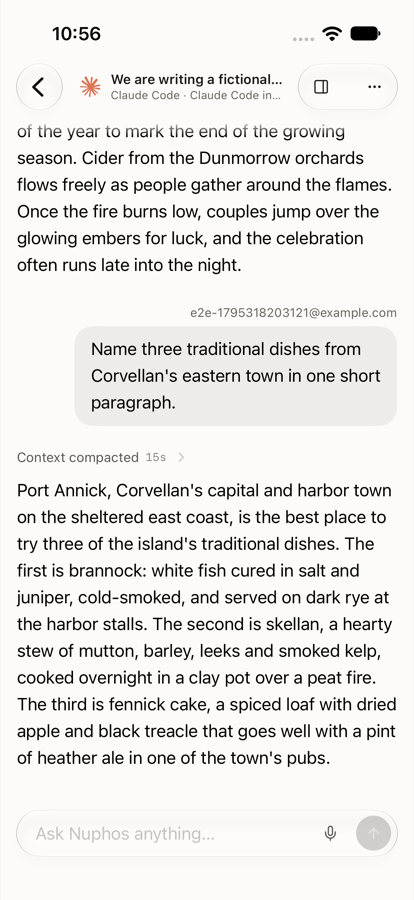 10:56
We are writing a fictional...
Claude Code · Claude Code in...
of the year to mark the end of the growing
season. Cider from the Dunmorrow orchards
flows freely as people gather around the flames.
Once the fire burns low, couples jump over the
glowing embers for luck, and the celebration
often runs late into the night.
e2e-1795318203121@example.com
Name three traditional dishes from
Corvellan's eastern town in one short
paragraph.
Context compacted 15s
Port Annick, Corvellan's capital and harbor town
on the sheltered east coast, is the best place to
try three of the island's traditional dishes. The
first is brannock: white fish cured in salt and
juniper, cold-smoked, and served on dark rye at
the harbor stalls. The second is skellan, a hearty
stew of mutton, barley, leeks and smoked kelp,
cooked overnight in a clay pot over a peat fire.
The third is fennick cake, a spiced loaf with dried
apple and black treacle that goes well with a pint
of heather ale in one of the town's pubs.
Ask Nuphos anything...